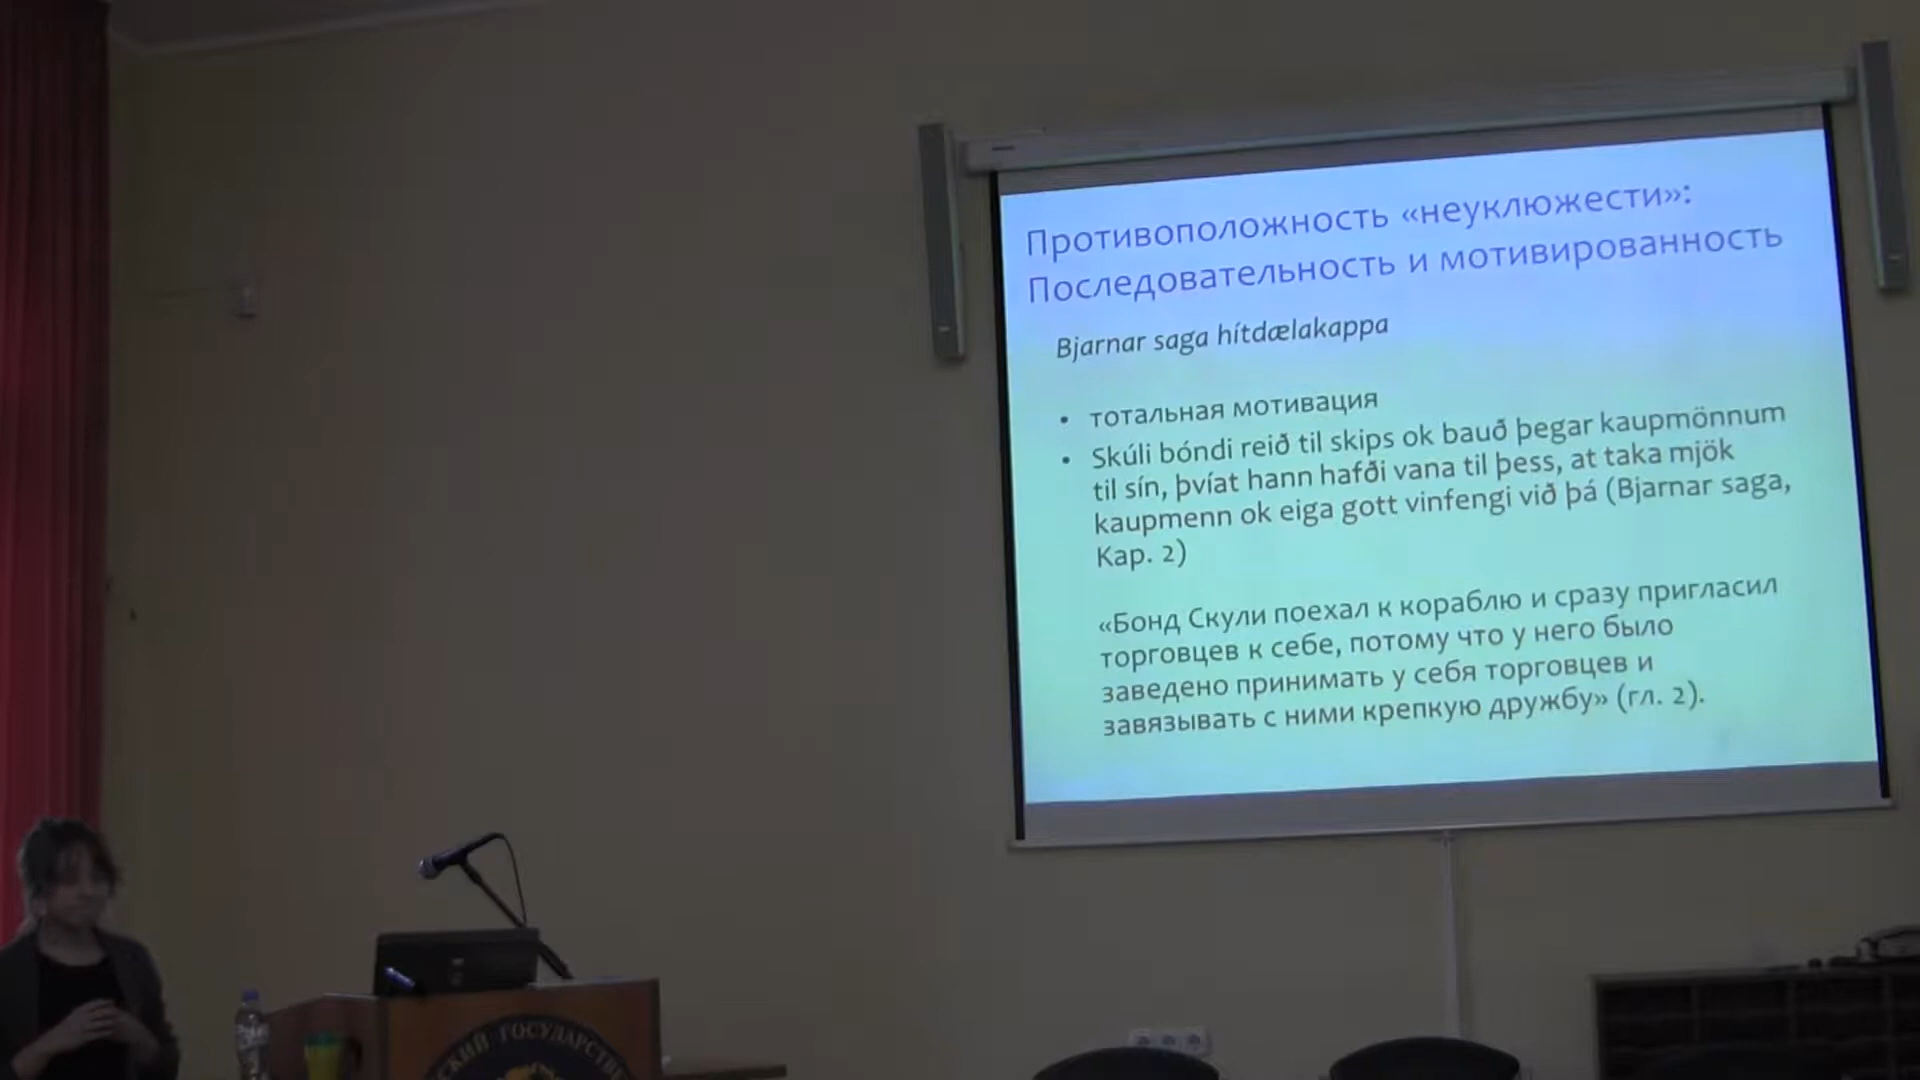 Противоположность «неуклюжести»:
Последовательность и мотивированность
Bjarnar saga hítdælakappa
• тотальная мотивация
• Skúli bóndi reið til skips ok bauð þegar kaupmönnum
til sín, þvíat hann hafði vana til þess, at taka mjök
kaupmenn ok eiga gott vinfengi við þá (Bjarnar saga,
Kap. 2)
«Бонд Скули поехал к кораблю и сразу пригласил
торговцев к себе, потому что у него было
заведено принимать у себя торговцев и
завязывать с ними крепкую дружбу» (гл. 2).
СКИЙ ГОСУДАРСТВЕ